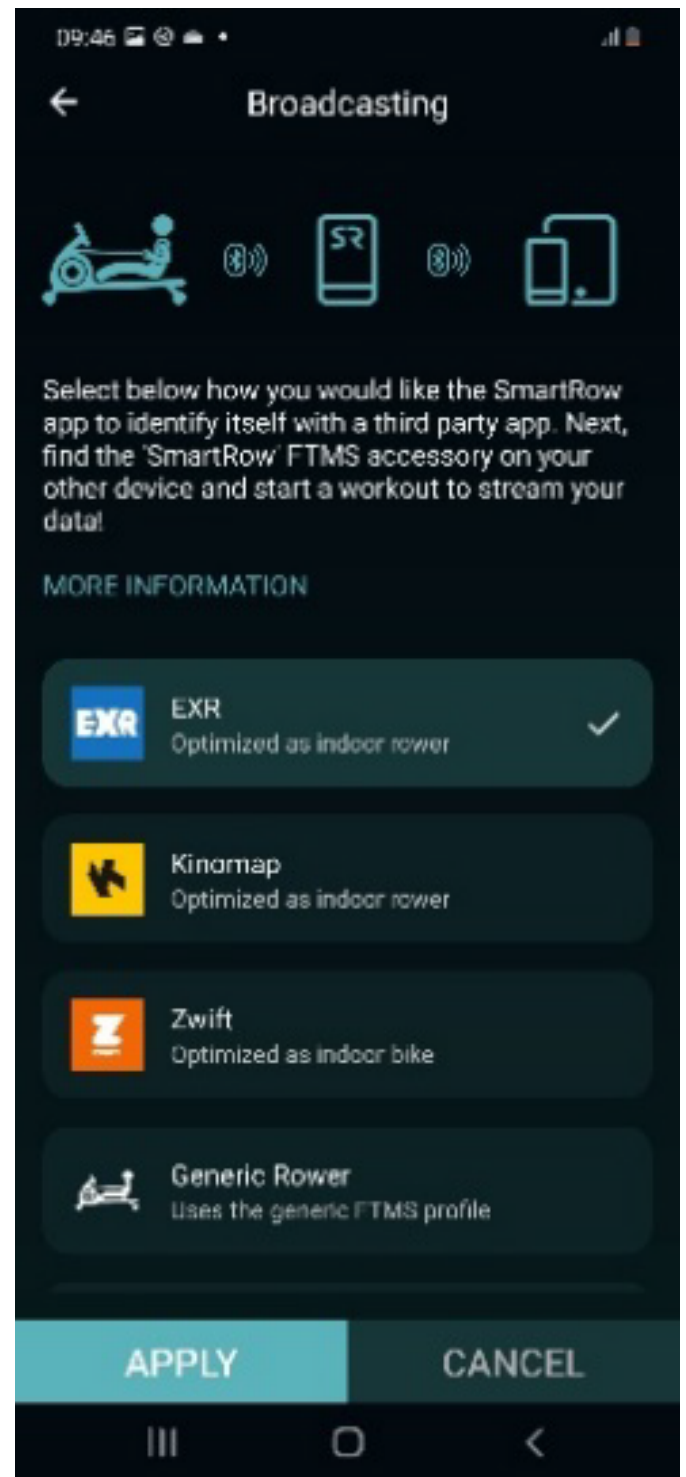 09:46
Broadcasting
SR
Select below how you would like the SmartRow
app to identify itself with a third party app. Next,
find the 'SmartRow' FTMS accessory on your
other device and start a workout to stream your
data!
MORE INFORMATION
EXR
EXR
Optimized as indoor rower
Kinomap
Optimized as indoor rower
Z
Zwift
Optimized as indoor bike
Generic Rower
Uses the generic FTMS profile
APPLY
CANCEL